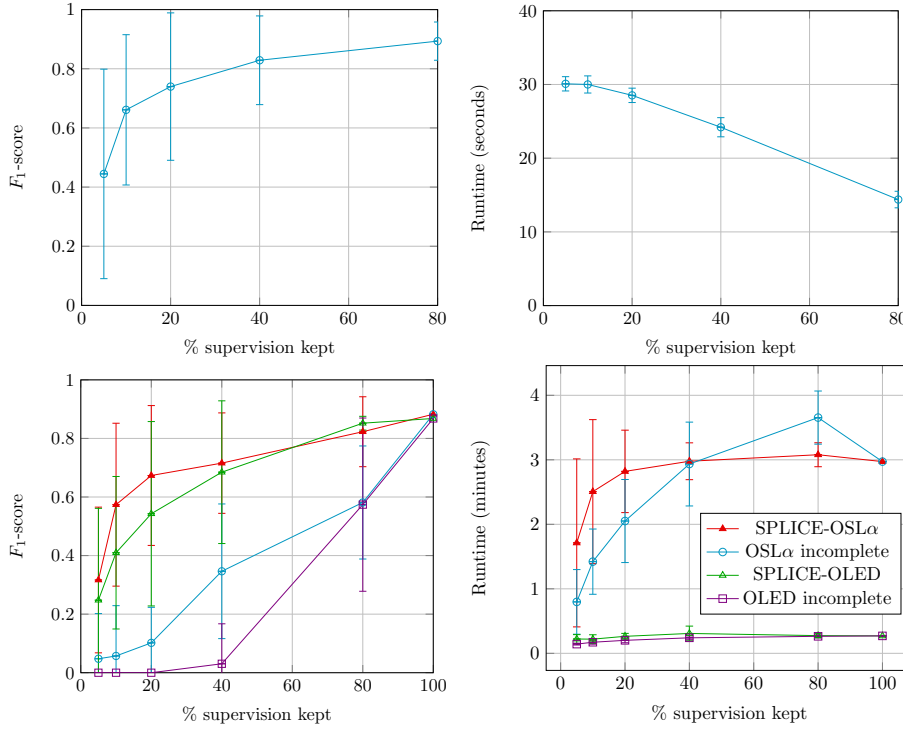 1
0.8
0.6
0.4
0.2
0
F1-score
0 20 40 60 80
% supervision kept
40
30
20
10
0
Runtime (seconds)
0 20 40 60 80
% supervision kept
1
0.8
0.6
0.4
0.2
0
F1-score
20 40 60 80 100
% supervision kept
4
3
2
1
0
Runtime (minutes)
0 20 40 60 80 100
% supervision kept
SPLICE-OSLα
OSLα incomplete
SPLICE-OLED
OLED incomplete